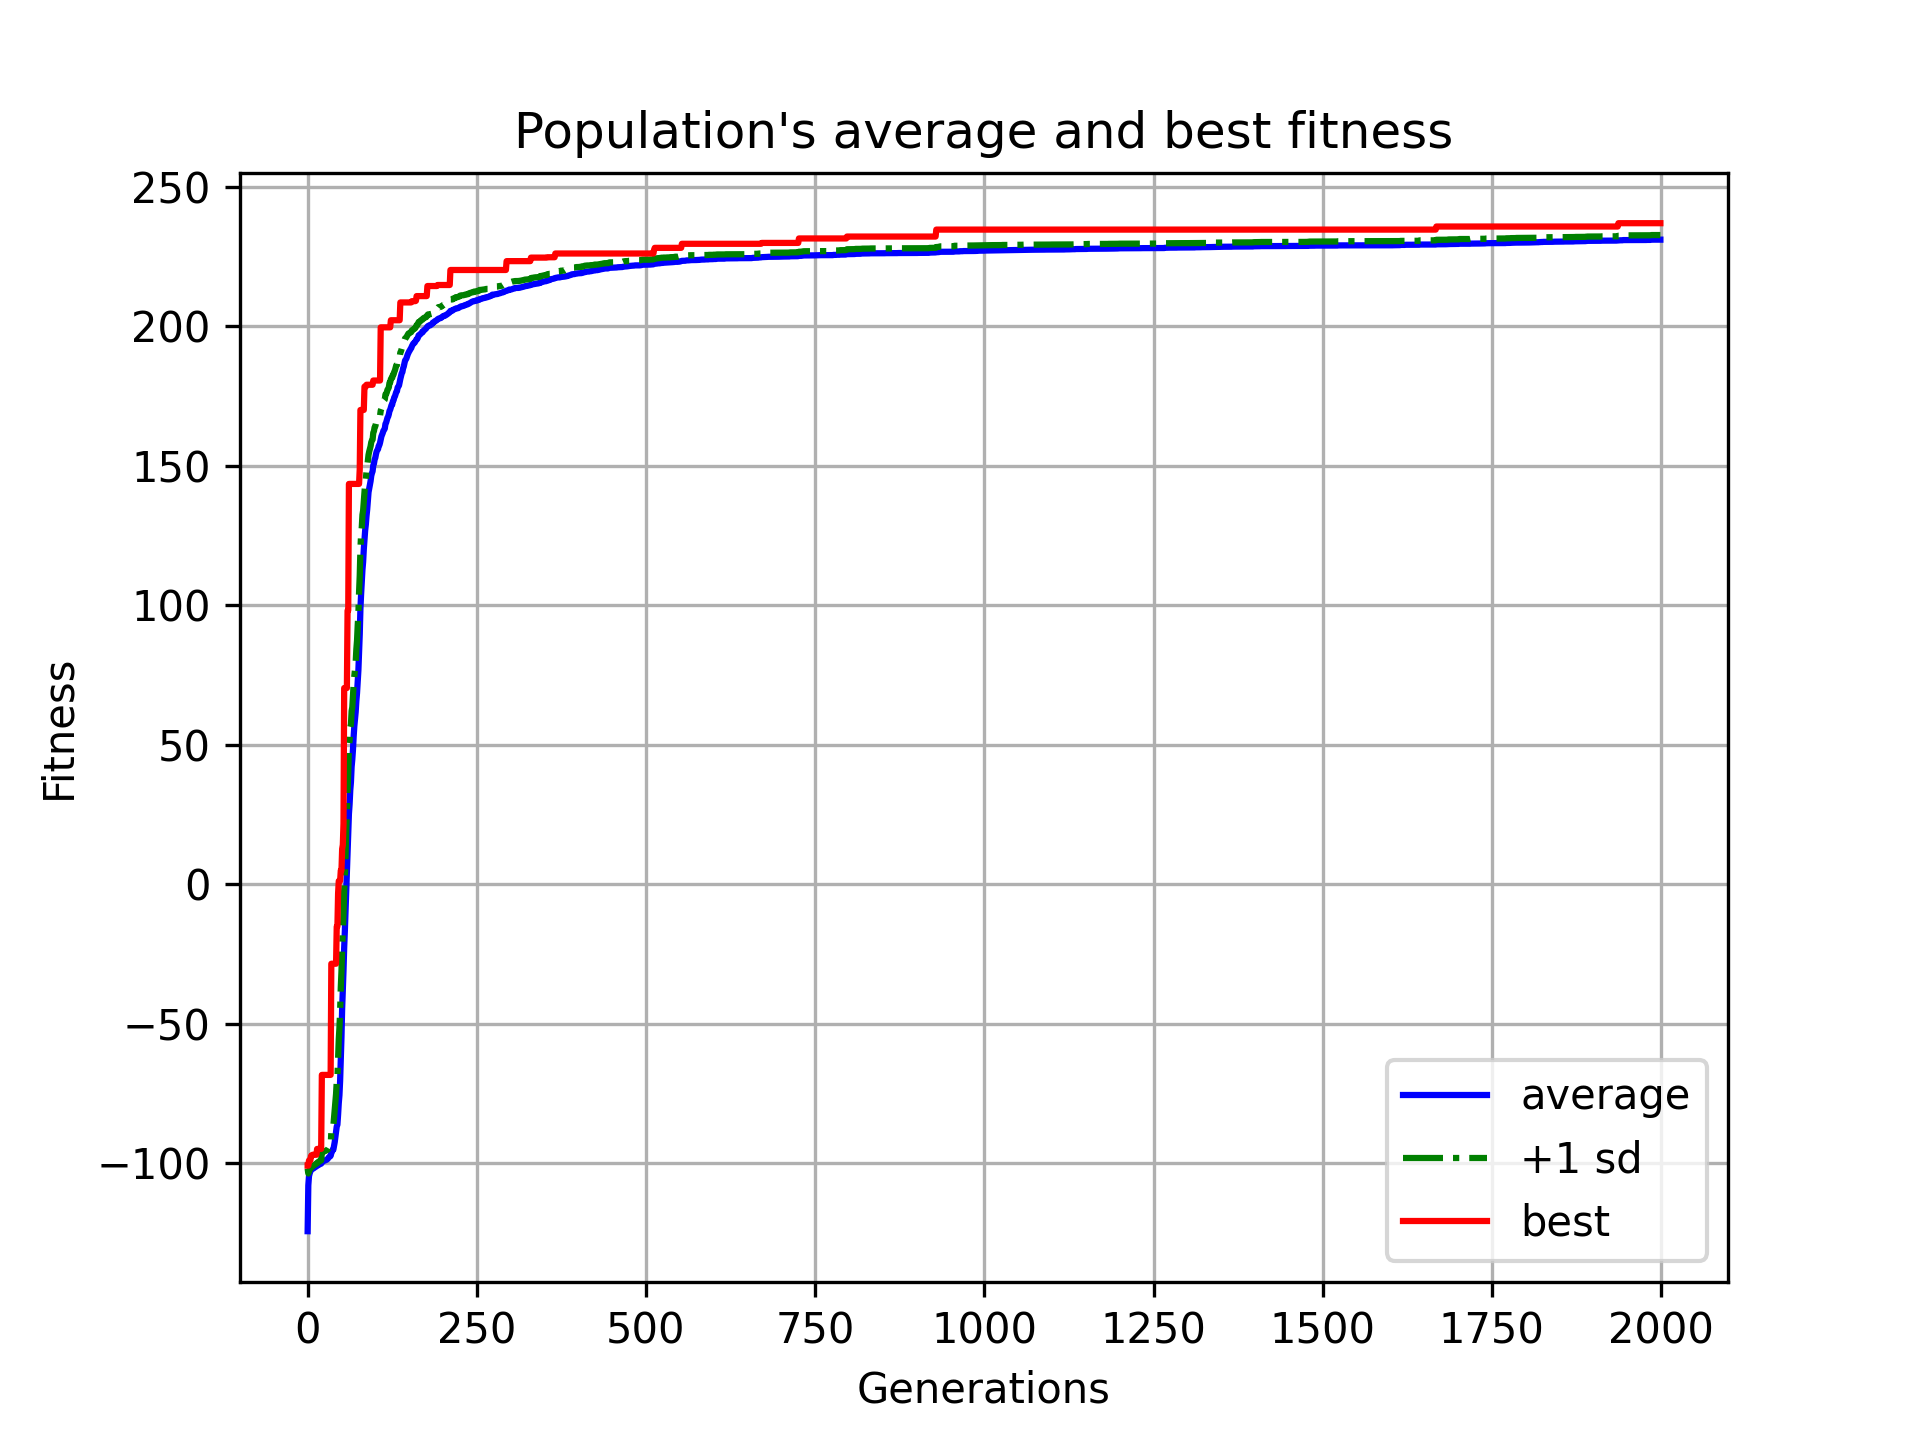 Population's average and best fitness
250
200
150
100
50
0
−50
−100
Fitness
average
+1 sd
best
0 250 500 750 1000 1250 1500 1750 2000
Generations